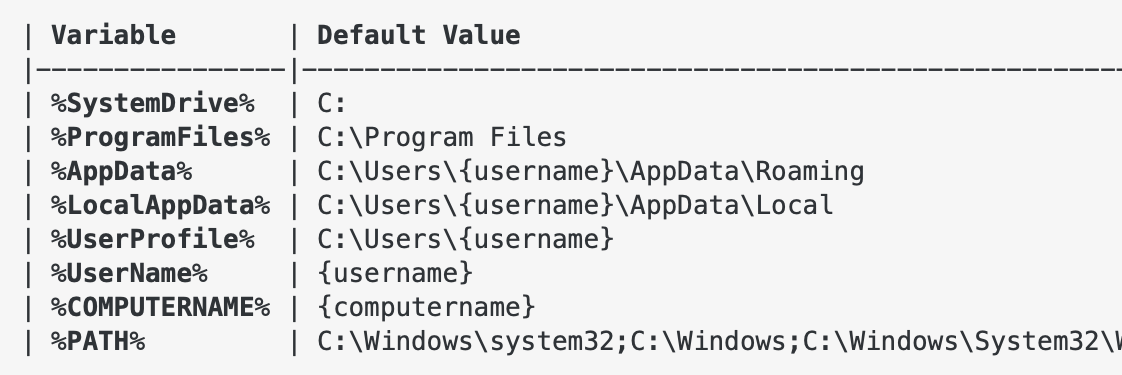 | Variable       | Default Value
|----------------|----------------------------------------------------
| %SystemDrive%  | C:
| %ProgramFiles% | C:\Program Files
| %AppData%      | C:\Users\{username}\AppData\Roaming
| %LocalAppData% | C:\Users\{username}\AppData\Local
| %UserProfile%  | C:\Users\{username}
| %UserName%     | {username}
| %COMPUTERNAME% | {computername}
| %PATH%         | C:\Windows\system32;C:\Windows;C:\Windows\System32\